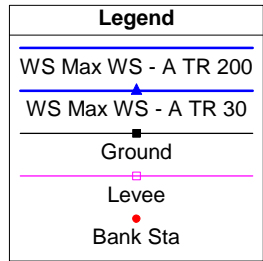 Legend
WS Max WS - A TR 200
WS Max WS - A TR 30
Ground
Levee
Bank Sta